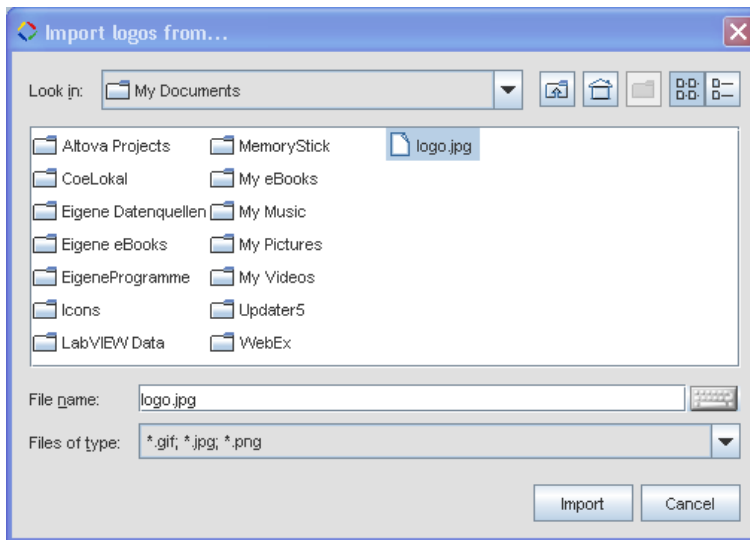 Import logos from...
Look in: My Documents
Altova Projects
CoeLokal
Eigene Datenquellen
Eigene eBooks
EigeneProgramme
Icons
LabVIEW Data
MemoryStick
My eBooks
My Music
My Pictures
My Videos
Updater5
WebEx
logo.jpg
File name: logo.jpg
Files of type: *.gif; *.jpg; *.png
Import Cancel